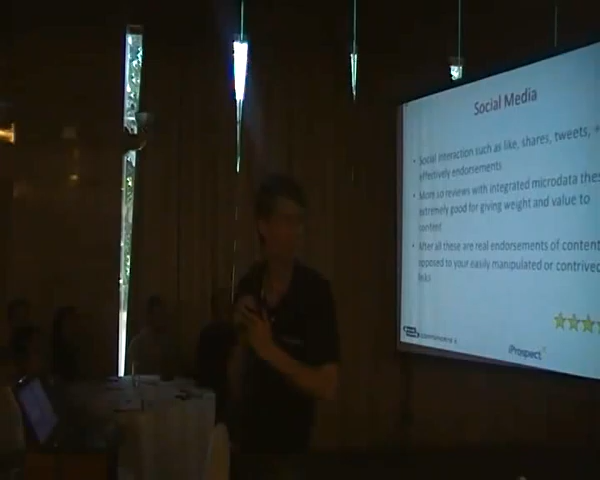 Social Media
• Social interaction such as like, shares, tweets, +
effectively endorsements
• More so reviews with integrated microdata thes
extremely good for giving weight and value to
content
• After all these are real endorsements of content
opposed to your easily manipulated or contrived
links
iProspect